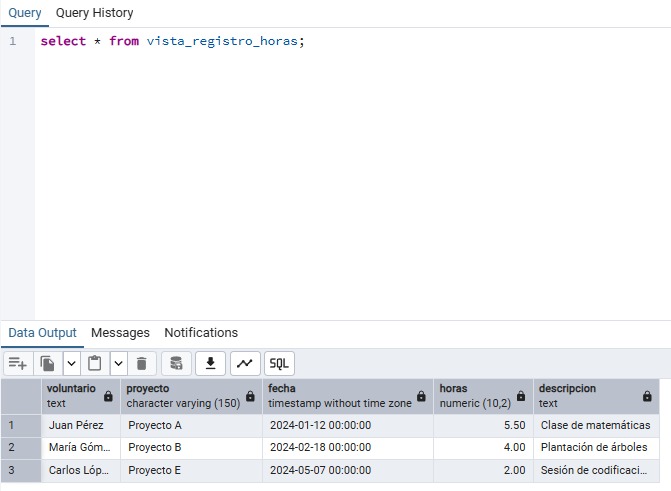 Query Query History
1 select * from vista_registro_horas;
Data Output Messages Notifications
SQL
voluntario proyecto fecha horas descripcion
text character varying (150) timestamp without time zone numeric (10,2) text
1 Juan Pérez Proyecto A 2024-01-12 00:00:00 5.50 Clase de matemáticas
2 María Góm... Proyecto B 2024-02-18 00:00:00 4.00 Plantación de árboles
3 Carlos Lóp... Proyecto E 2024-05-07 00:00:00 2.00 Sesión de codificaci...